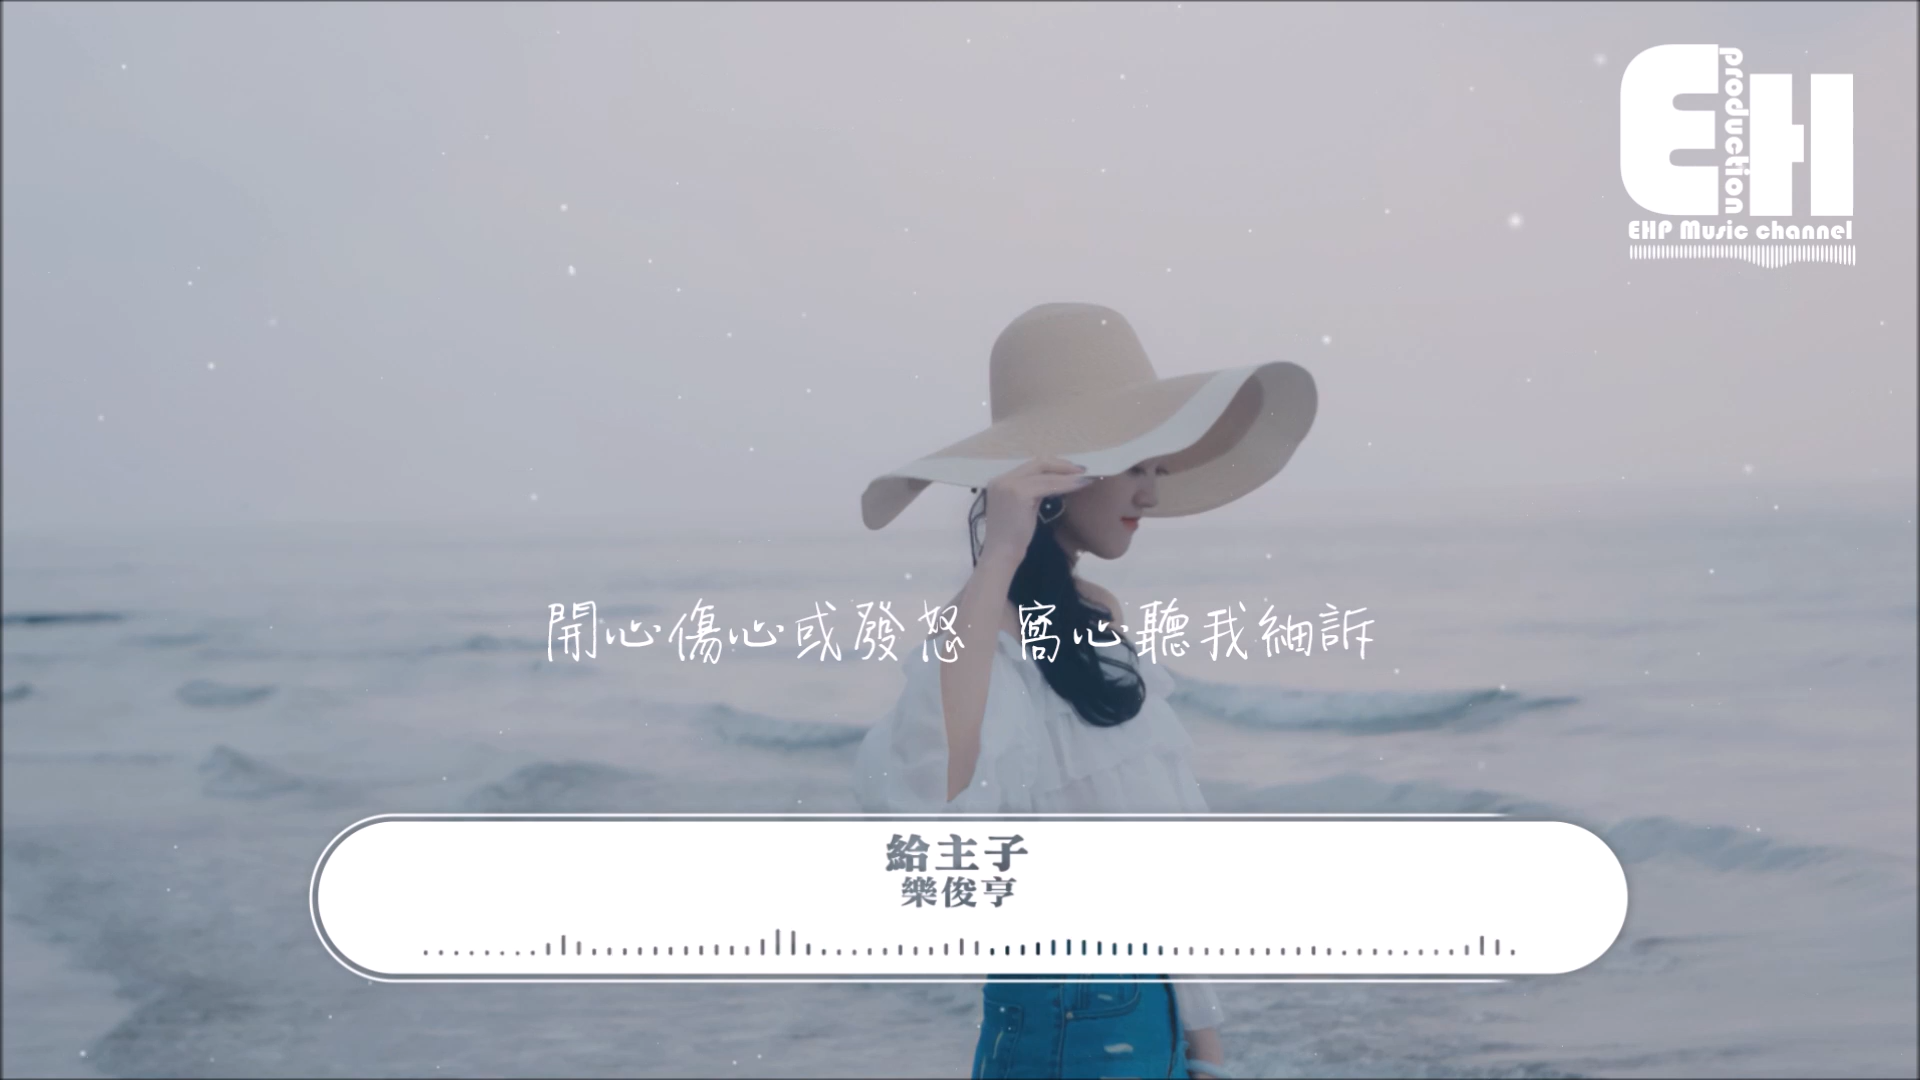 EH
production
EHP Music channel
開心傷心或發怒 窩心聽我細訴
給主子
樂俊亨